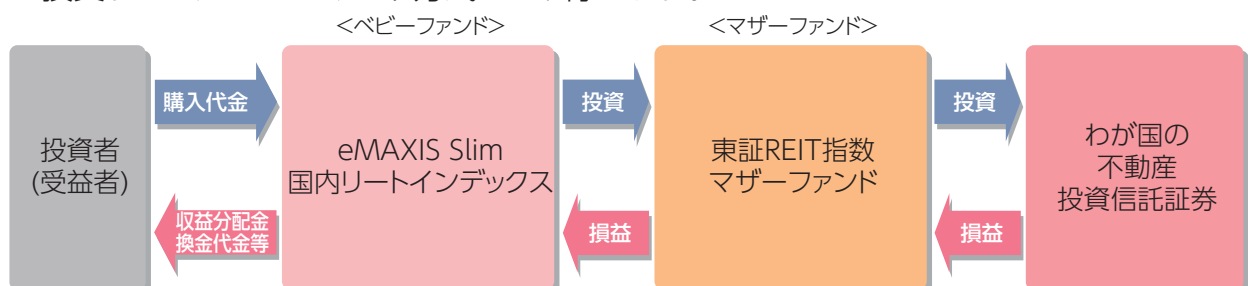 <ベビーファンド>
<マザーファンド>
投資者
(受益者)
購入代金
収益分配金
換金代金等
eMAXIS Slim
国内リートインデックス
投資
損益
東証REIT指数
マザーファンド
投資
損益
わが国の
不動産
投資信託証券